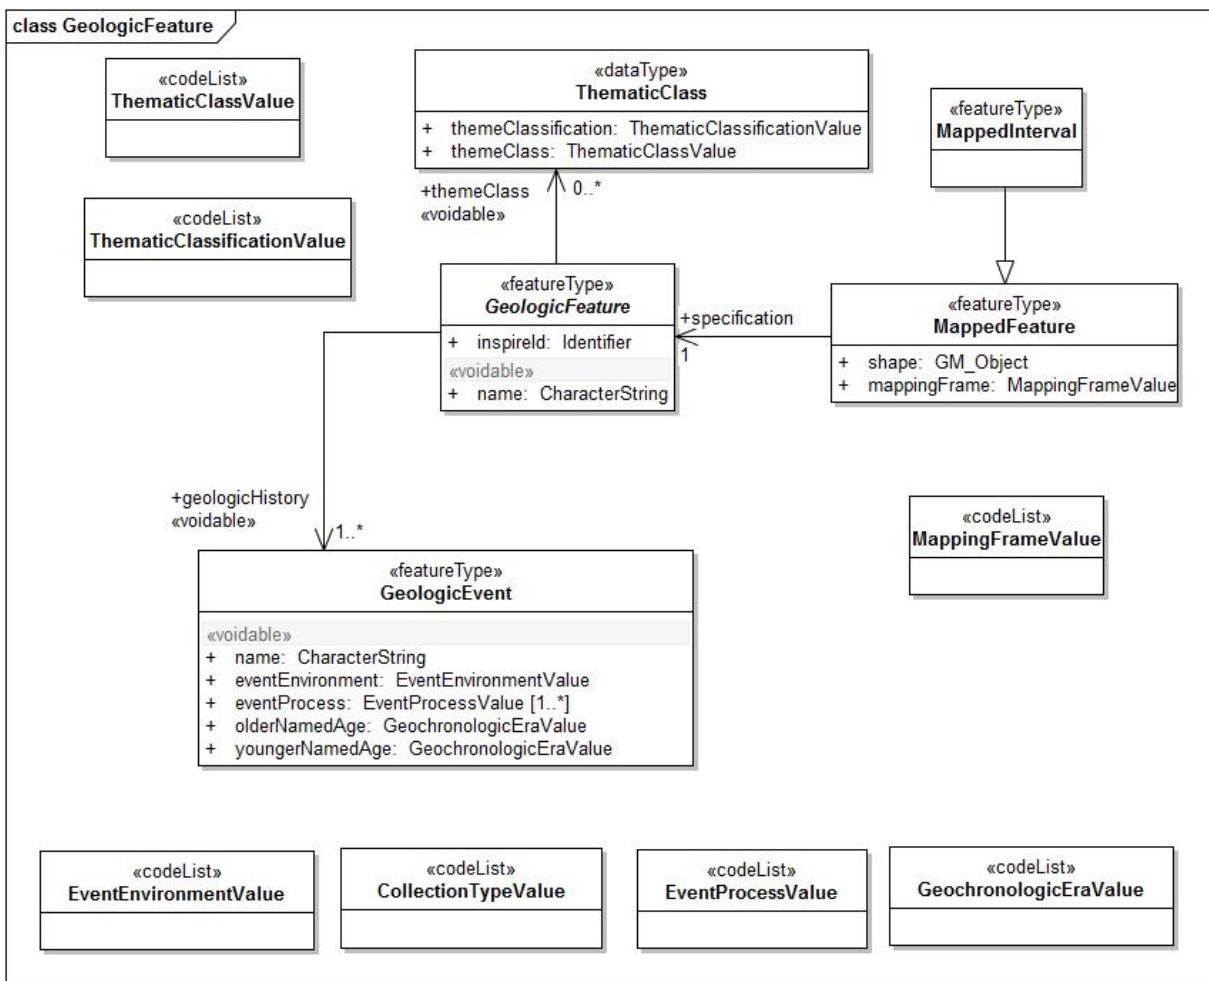 class GeologicFeature
«codeList»
ThematicClassValue
«dataType»
ThematicClass
+ themeClassification: ThematicClassificationValue
+ themeClass: ThematicClassValue
«featureType»
MappedInterval
+themeClass
«voidable»
0..*
«codeList»
ThematicClassificationValue
«featureType»
GeologicFeature
+ inspireId: Identifier
«voidable»
+ name: CharacterString
+specification
1
«featureType»
MappedFeature
+ shape: GM_Object
+ mappingFrame: MappingFrameValue
+geologicHistory
«voidable»
1..*
«codeList»
MappingFrameValue
«featureType»
GeologicEvent
«voidable»
+ name: CharacterString
+ eventEnvironment: EventEnvironmentValue
+ eventProcess: EventProcessValue [1..*]
+ olderNamedAge: GeochronologicEraValue
+ youngerNamedAge: GeochronologicEraValue
«codeList»
EventEnvironmentValue
«codeList»
CollectionTypeValue
«codeList»
EventProcessValue
«codeList»
GeochronologicEraValue